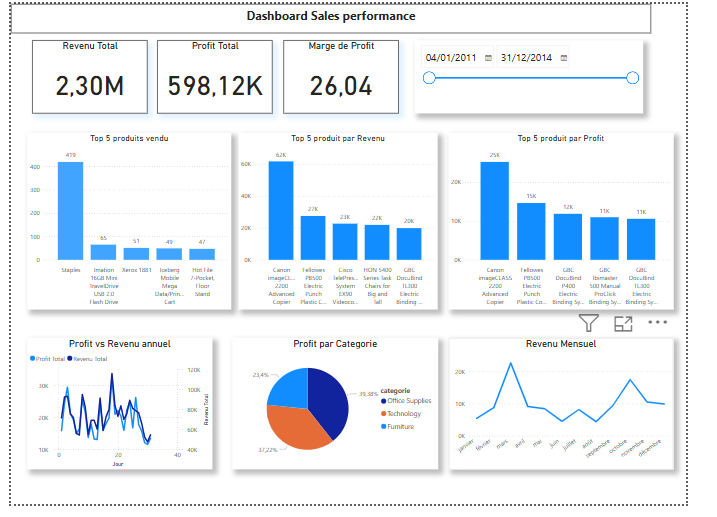 Dashboard Sales performance
Revenu Total
2,30M
Profit Total
598,12K
Marge de Profit
26,04
04/01/2011
31/12/2014
Top 5 produits vendu
400
300
200
100
0
419
65
51
49
47
Staples
Imation
16GB Mini
TravelDrive
USB 2.0
Flash Drive
Xerox 1881
Iceberg
Mobile
Mega
Data/Prin...
Cart
Hot File
7-Pocket,
Floor
Stand
Top 5 produit par Revenu
60K
40K
20K
0K
62K
27K
23K
22K
20K
Canon
imageCL...
2200
Advanced
Copier
Fellowes
PB500
Electric
Punch
Plastic C...
Cisco
TelePres...
System
EX90
Videoco...
HON 5400
Series Task
Chairs for
Big and
Tall
GBC
DocuBind
TL300
Electric
Binding ...
Top 5 produit par Profit
20K
10K
0K
25K
15K
12K
11K
11K
Canon
imageCLASS
2200
Advanced
Copier
Fellowes
PB500
Electric
Punch
Plastic Co...
GBC
DocuBind
P400
Electric
Binding Sy...
GBC
Ibimaster
500 Manual
ProClick
Binding Sy...
GBC
DocuBind
TL300
Electric
Binding Sy...
Profit vs Revenu annuel
Profit Total
Revenu Total
30K
20K
10K
120K
100K
80K
60K
40K
Revenu Total
0
20
40
Jour
Profit par Categorie
23,4%
39,38%
37,22%
categorie
Office Supplies
Technology
Furniture
Revenu Mensuel
20K
10K
0K
janvier
février
mars
avril
mai
juin
juillet
août
septembre
octobre
novembre
décembre